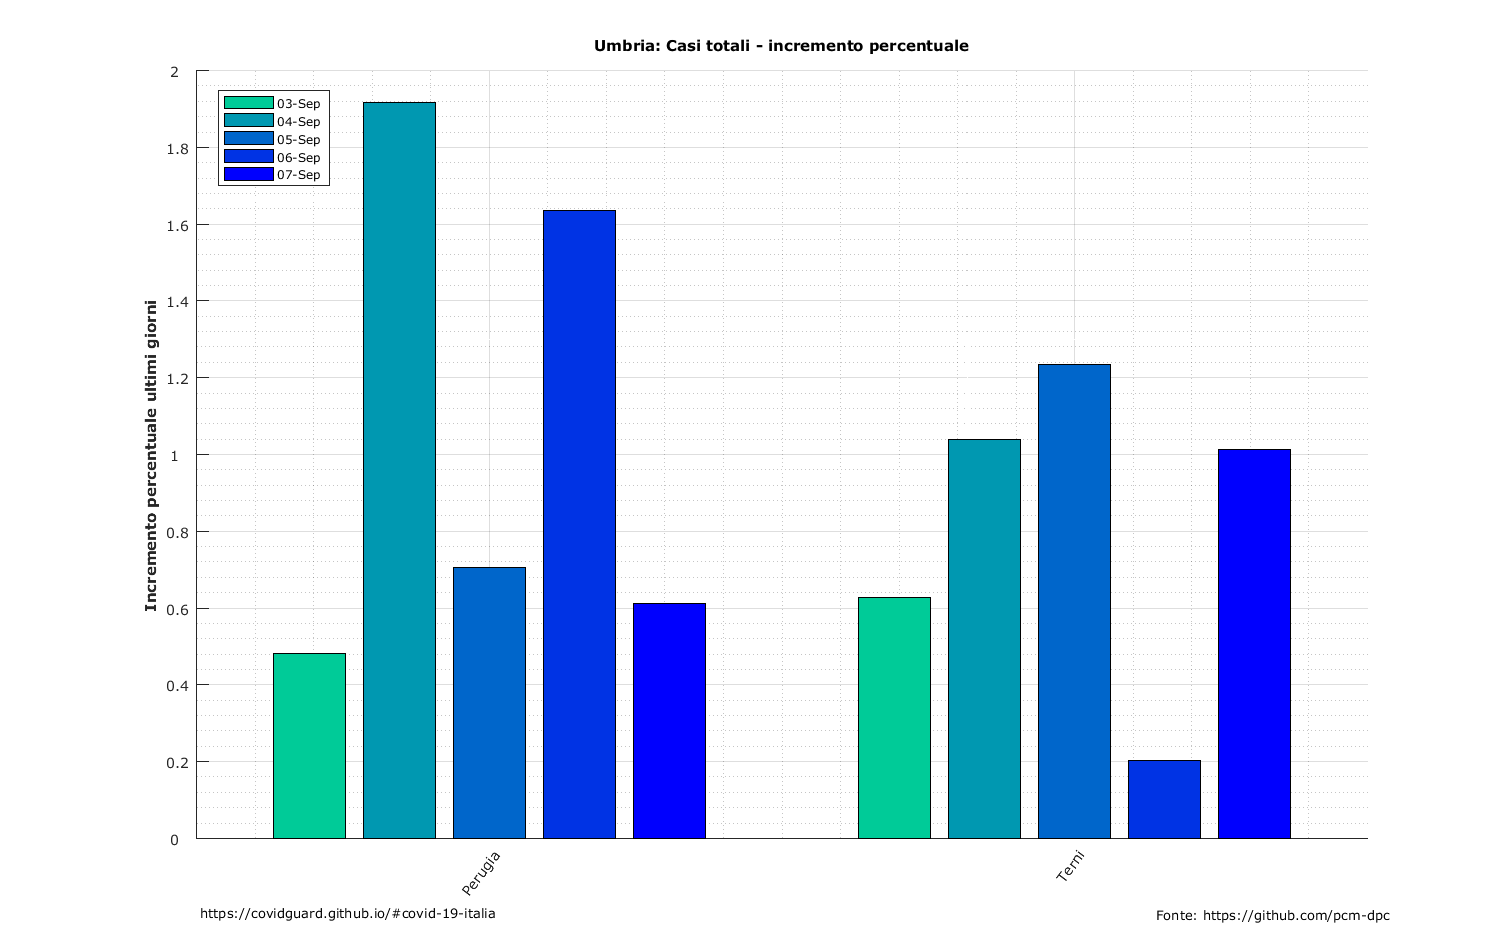 Umbria: Casi totali - incremento percentuale
2
1.8
1.6
1.4
1.2
1
0.8
0.6
0.4
0.2
0
Incremento percentuale ultimi giorni
03-Sep
04-Sep
05-Sep
06-Sep
07-Sep
Perugia
Terni
https://covidguard.github.io/#covid-19-italia
Fonte: https://github.com/pcm-dpc